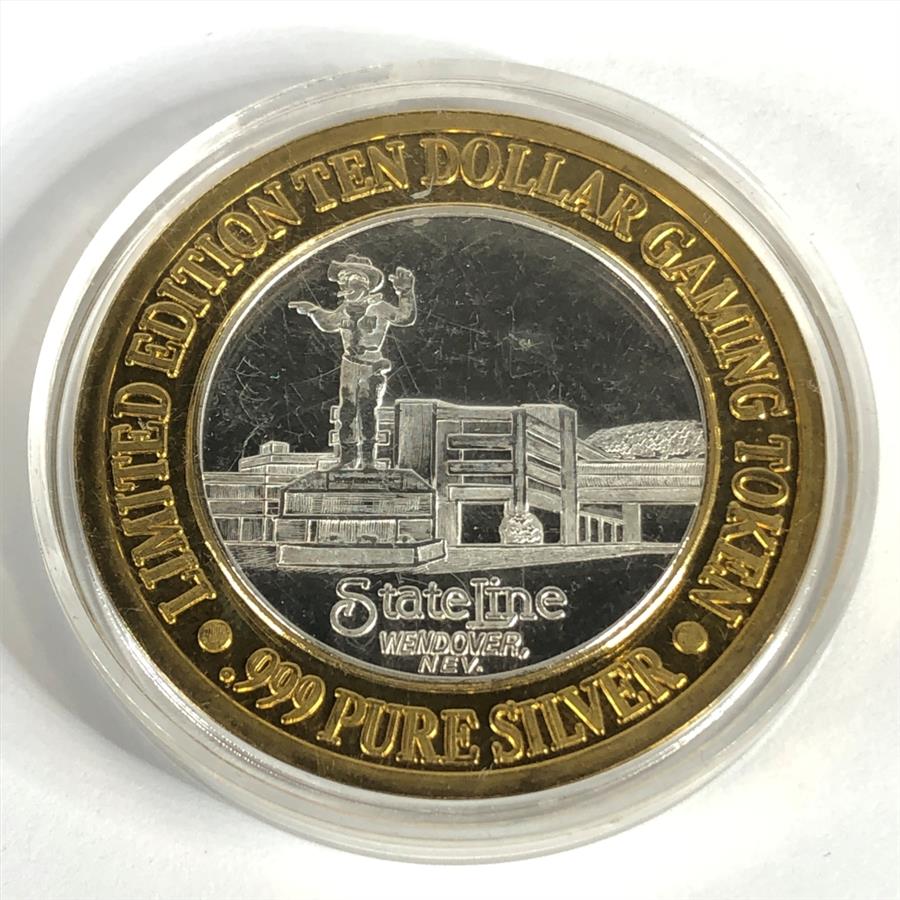 LIMITED EDITION TEN DOLLAR GAMING TOKEN
StateLine
WENDOVER,
NEV.
.999 PURE SILVER